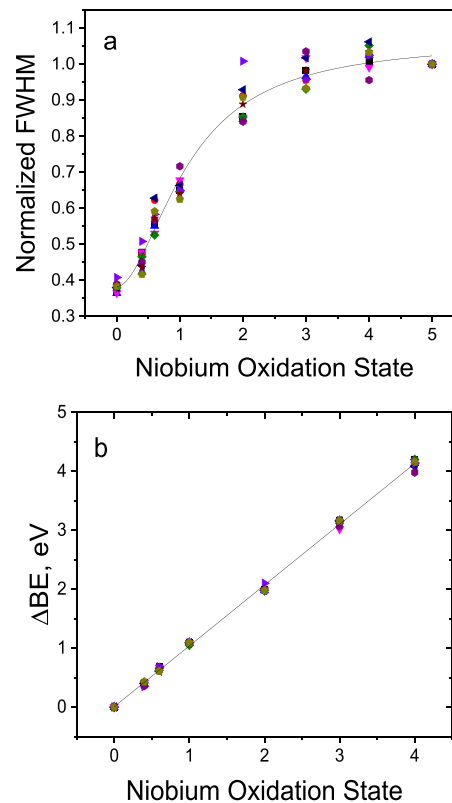 a
1.1
1.0
0.9
0.8
0.7
0.6
0.5
0.4
0.3
Normalized FWHM
0 1 2 3 4 5
Niobium Oxidation State
b
5
4
3
2
1
0
ΔBE, eV
0 1 2 3 4
Niobium Oxidation State